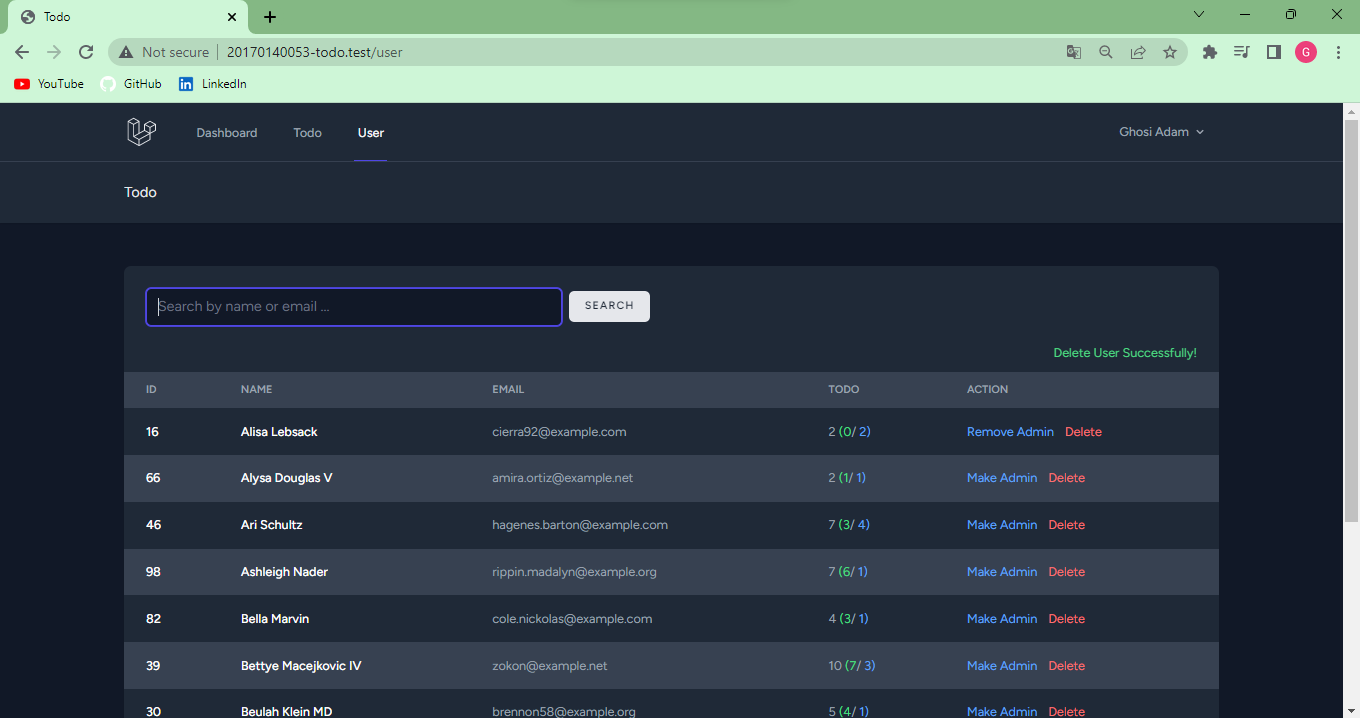 Todo
Not secure 20170140053-todo.test/user G
YouTube GitHub LinkedIn
Dashboard Todo User Ghosi Adam
Todo
Search by name or email ... SEARCH
Delete User Successfully!
ID NAME EMAIL TODO ACTION
16 Alisa Lebsack cierra92@example.com 2 (0/ 2) Remove Admin Delete
66 Alysa Douglas V amira.ortiz@example.net 2 (1/ 1) Make Admin Delete
46 Ari Schultz hagenes.barton@example.com 7 (3/ 4) Make Admin Delete
98 Ashleigh Nader rippin.madalyn@example.org 7 (6/ 1) Make Admin Delete
82 Bella Marvin cole.nickolas@example.com 4 (3/ 1) Make Admin Delete
39 Bettye Macejkovic IV zokon@example.net 10 (7/ 3) Make Admin Delete
30 Beulah Klein MD brennon58@example.org 5 (4/ 1) Make Admin Delete